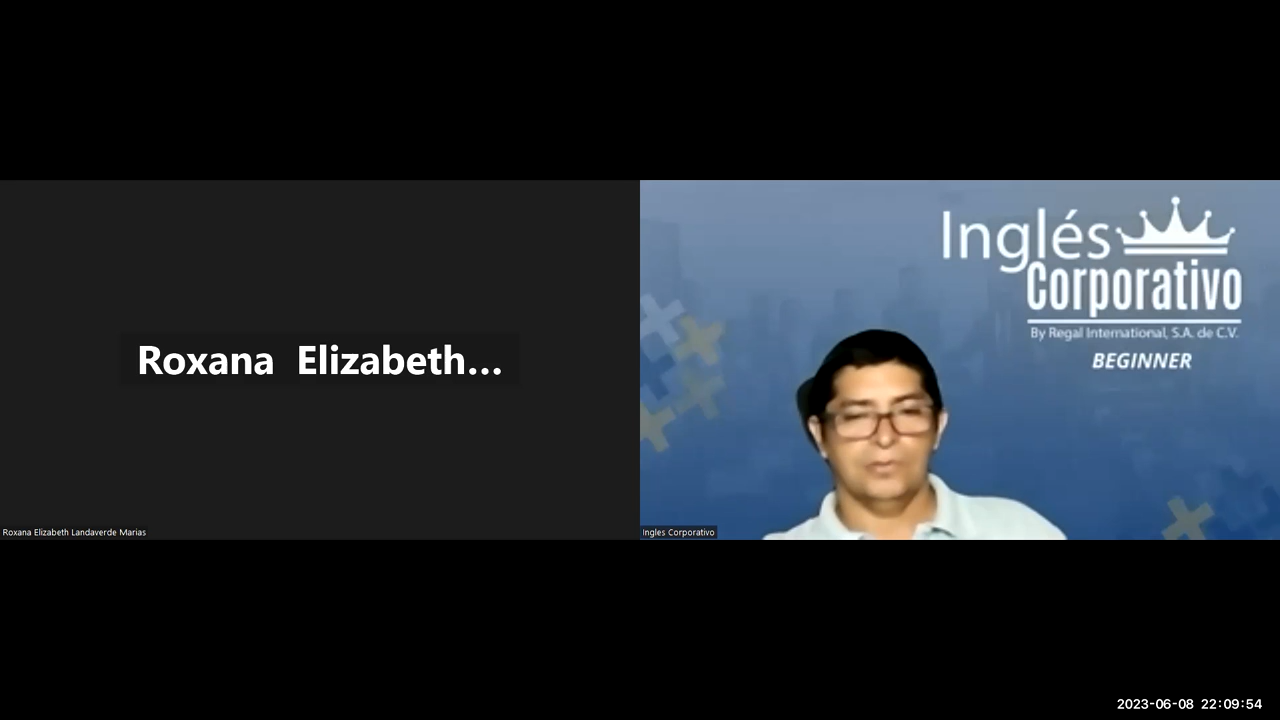 Roxana Elizabeth...
Roxana Elizabeth Landaverde Marias
Inglés
Corporativo
By Regal International, S.A. de C.V.
BEGINNER
Ingles Corporativo
2023-06-08 22:09:54